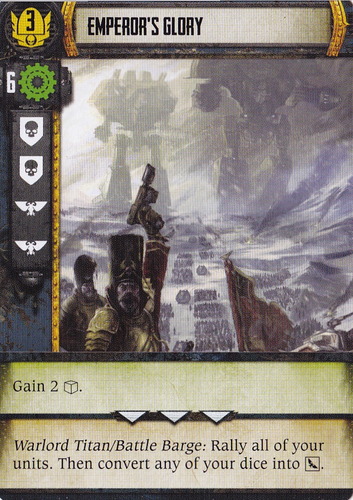 3
EMPEROR'S GLORY
6
Gain 2 .
Warlord Titan/Battle Barge: Rally all of your
units. Then convert any of your dice into .